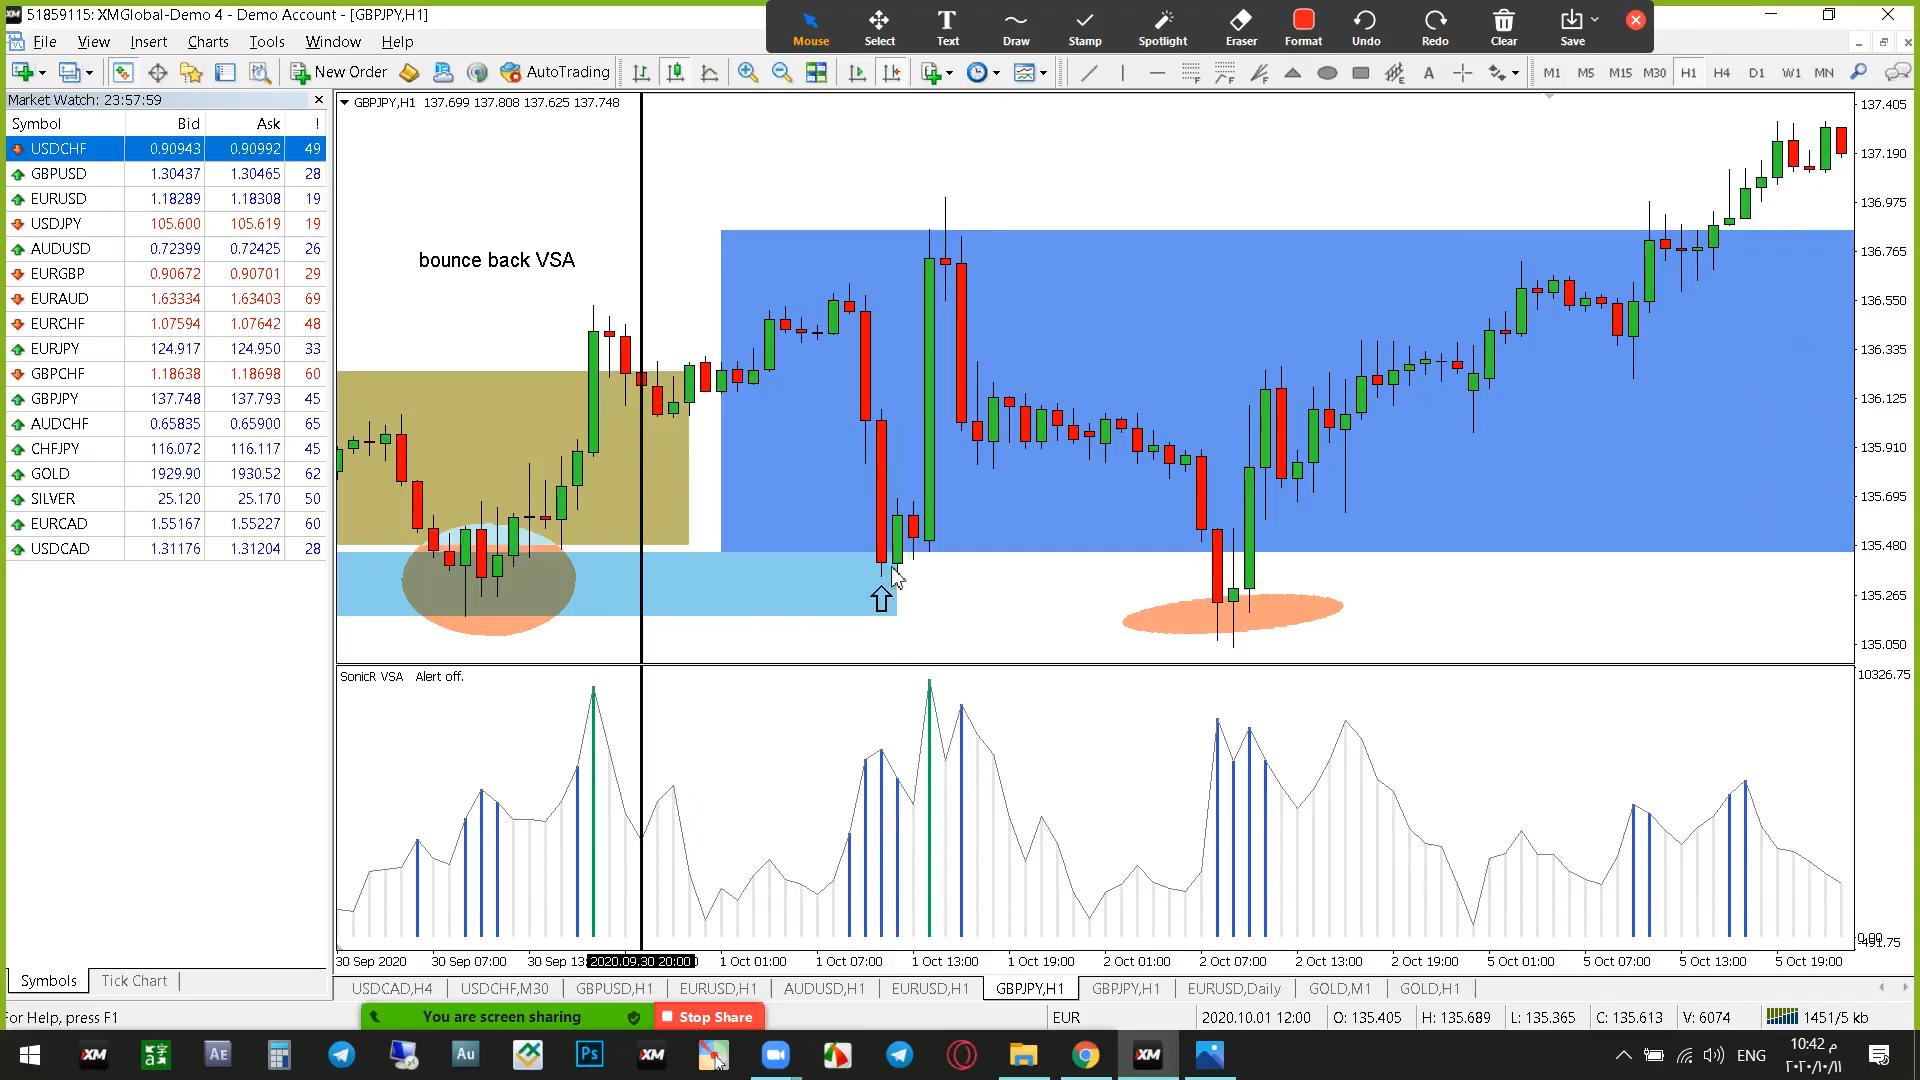 51859115: XMGlobal-Demo 4 - Demo Account - [GBPJPY,H1]
Mouse Select Text Draw Stamp Spotlight Eraser Format Undo Redo Clear Save
File View Insert Charts Tools Window Help
New Order AutoTrading M1 M5 M15 M30 H1 H4 D1 W1 MN
Market Watch: 23:57:59
Symbol Bid Ask !
USDCHF 0.90943 0.90992 49
GBPUSD 1.30437 1.30465 28
EURUSD 1.18289 1.18308 19
USDJPY 105.600 105.619 19
AUDUSD 0.72399 0.72425 26
EURGBP 0.90672 0.90701 29
EURAUD 1.63334 1.63403 69
EURCHF 1.07594 1.07642 48
EURJPY 124.917 124.950 33
GBPCHF 1.18638 1.18698 60
GBPJPY 137.748 137.793 45
AUDCHF 0.65835 0.65900 65
CHFJPY 116.072 116.117 45
GOLD 1929.90 1930.52 62
SILVER 25.120 25.170 50
EURCAD 1.55167 1.55227 60
USDCAD 1.31176 1.31204 28
Symbols Tick Chart
GBPJPY,H1 137.699 137.808 137.625 137.748
bounce back VSA
137.405
137.190
136.975
136.765
136.550
136.335
136.125
135.910
135.695
135.480
135.265
135.050
SonicR VSA Alert off.
10326.75
0.00
-491.75
30 Sep 2020 30 Sep 07:00 30 Sep 13: 2020.09.30 20:00 1 Oct 01:00 1 Oct 07:00 1 Oct 13:00 1 Oct 19:00 2 Oct 01:00 2 Oct 07:00 2 Oct 13:00 2 Oct 19:00 5 Oct 01:00 5 Oct 07:00 5 Oct 13:00 5 Oct 19:00
USDCAD,H4 USDCHF,M30 GBPUSD,H1 EURUSD,H1 AUDUSD,H1 EURUSD,H1 GBPJPY,H1 GBPJPY,H1 EURUSD,Daily GOLD,M1 GOLD,H1
For Help, press F1 You are screen sharing Stop Share EUR 2020.10.01 12:00 O: 135.405 H: 135.689 L: 135.365 C: 135.613 V: 6074 1451/5 kb
XM Ae Au Ps XM XM ENG
10:42 م
٢٠٢٠/١٠/١١